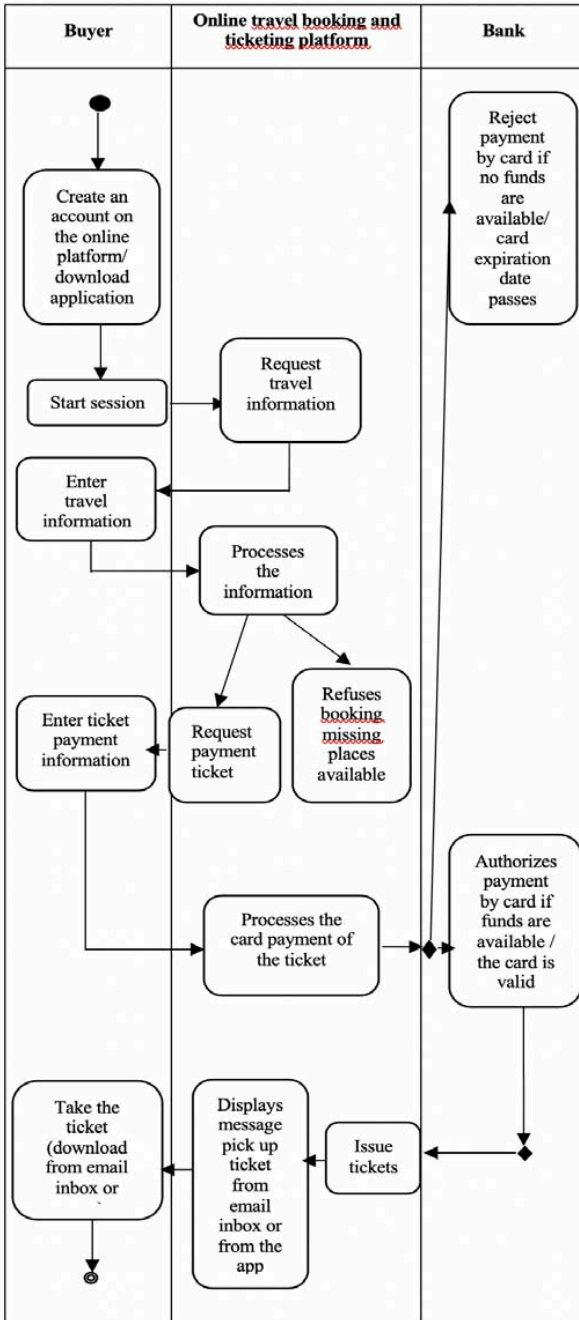 Buyer
Online travel booking and
ticketing platform
Bank
Reject
payment
by card if
no funds
are
available/
card
expiration
date
passes
Create an
account on
the online
platform/
download
application
Request
travel
information
Start session
Enter
travel
information
Processes
the
information
Refuses
booking
missing
places
available
Enter ticket
payment
information
Request
payment
ticket
Authorizes
payment
by card if
funds are
available /
the card is
valid
Processes the
card payment of
the ticket
Take the
ticket
(download
from email
inbox or
Displays
message
pick up
ticket
from
email
inbox or
from the
app
Issue
tickets